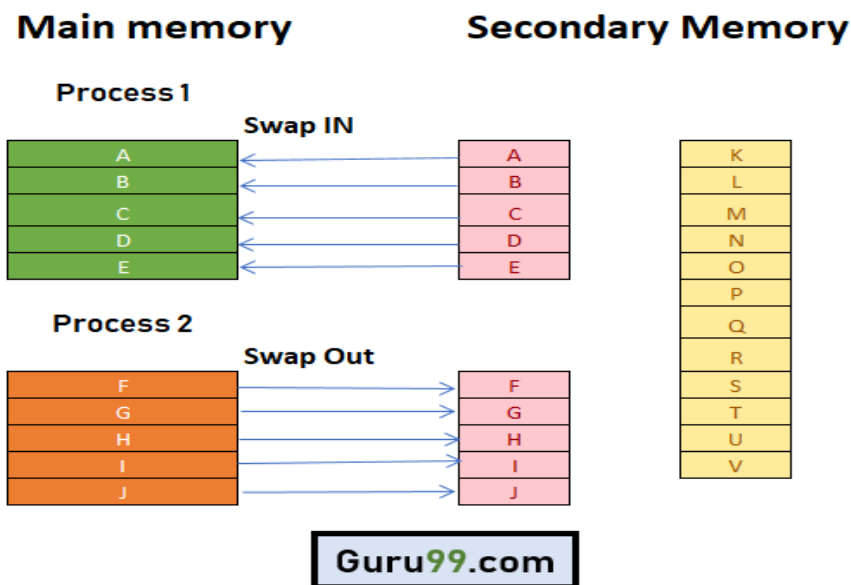 Main memory
Secondary Memory
Process 1
Swap IN
A
B
C
D
E
A
B
C
D
E
Process 2
Swap Out
F
G
H
I
J
F
G
H
I
J
K
L
M
N
O
P
Q
R
S
T
U
V
Guru99.com